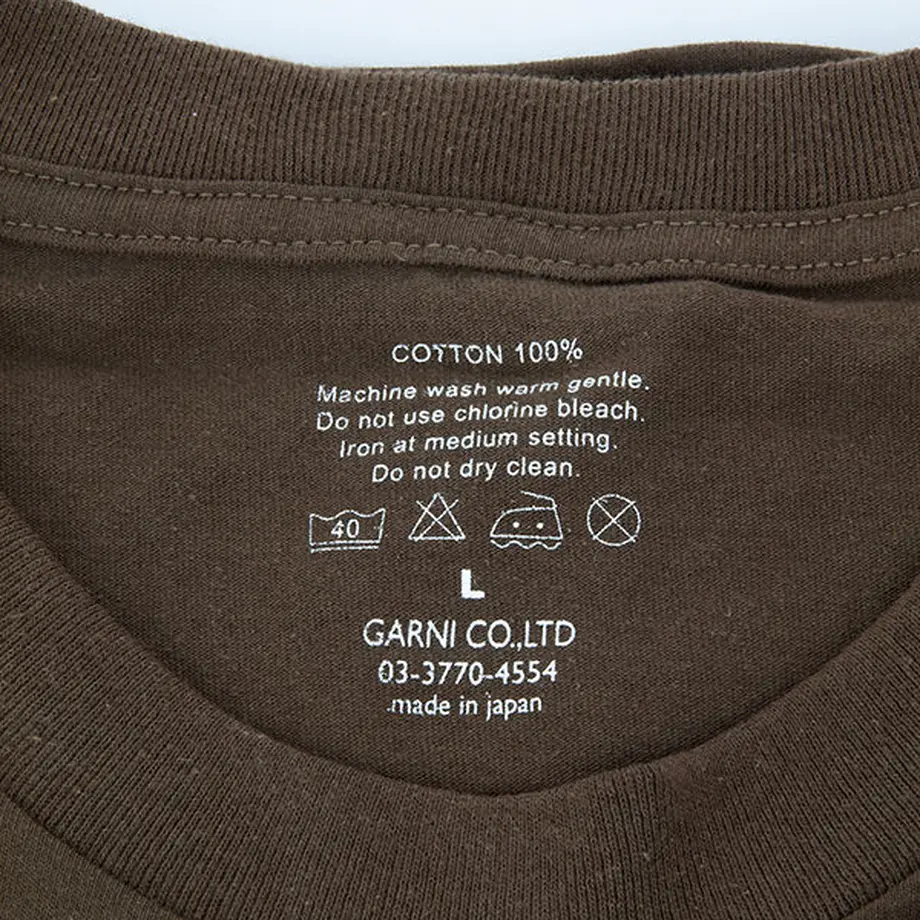 COTTON 100%
Machine wash warm gentle.
Do not use chlorine bleach.
Iron at medium setting.
Do not dry clean.
40
L
GARNI CO.,LTD
03-3770-4554
made in japan